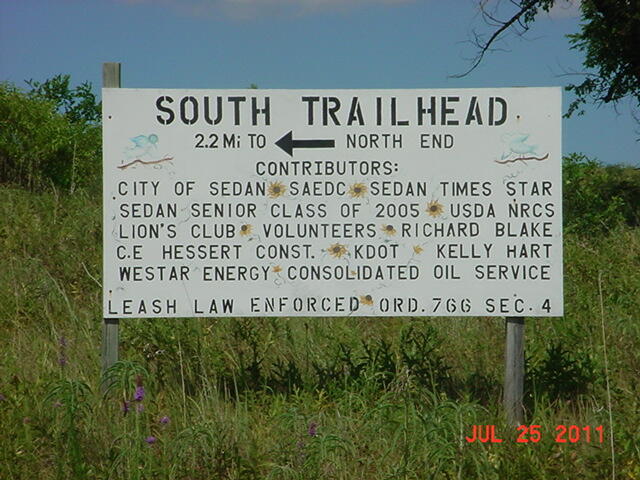 SOUTH TRAILHEAD
2.2 Mi TO NORTH END
CONTRIBUTORS:
CITY OF SEDAN SAEDC SEDAN TIMES STAR
SEDAN SENIOR CLASS OF 2005 USDA NRCS
LION'S CLUB VOLUNTEERS RICHARD BLAKE
C.E HESSERT CONST. KDOT KELLY HART
WESTAR ENERGY CONSOLIDATED OIL SERVICE
LEASH LAW ENFORCED ORD. 766 SEC. 4
JUL 25 2011